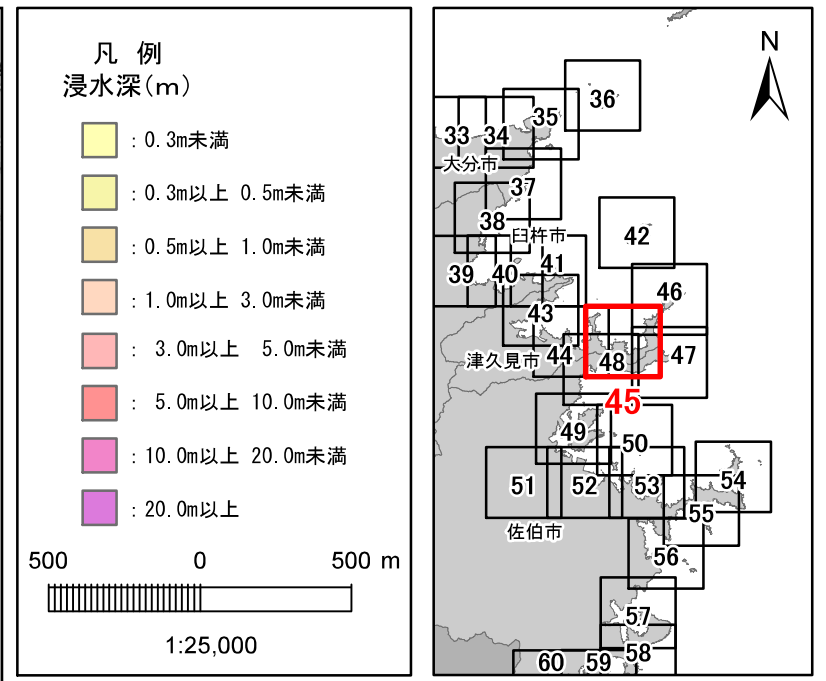 凡 例
浸水深(m)
: 0.3m未満
: 0.3m以上 0.5m未満
: 0.5m以上 1.0m未満
: 1.0m以上 3.0m未満
: 3.0m以上 5.0m未満
: 5.0m以上 10.0m未満
: 10.0m以上 20.0m未満
: 20.0m以上
500 0 500 m
1:25,000
N
36
33 34 35
大分市
37
38
臼杵市
42
39 40 41
46
43
津久見市 44 48 47
45
49 50
51 52 53 54
佐伯市 55
56
57
58
60 59